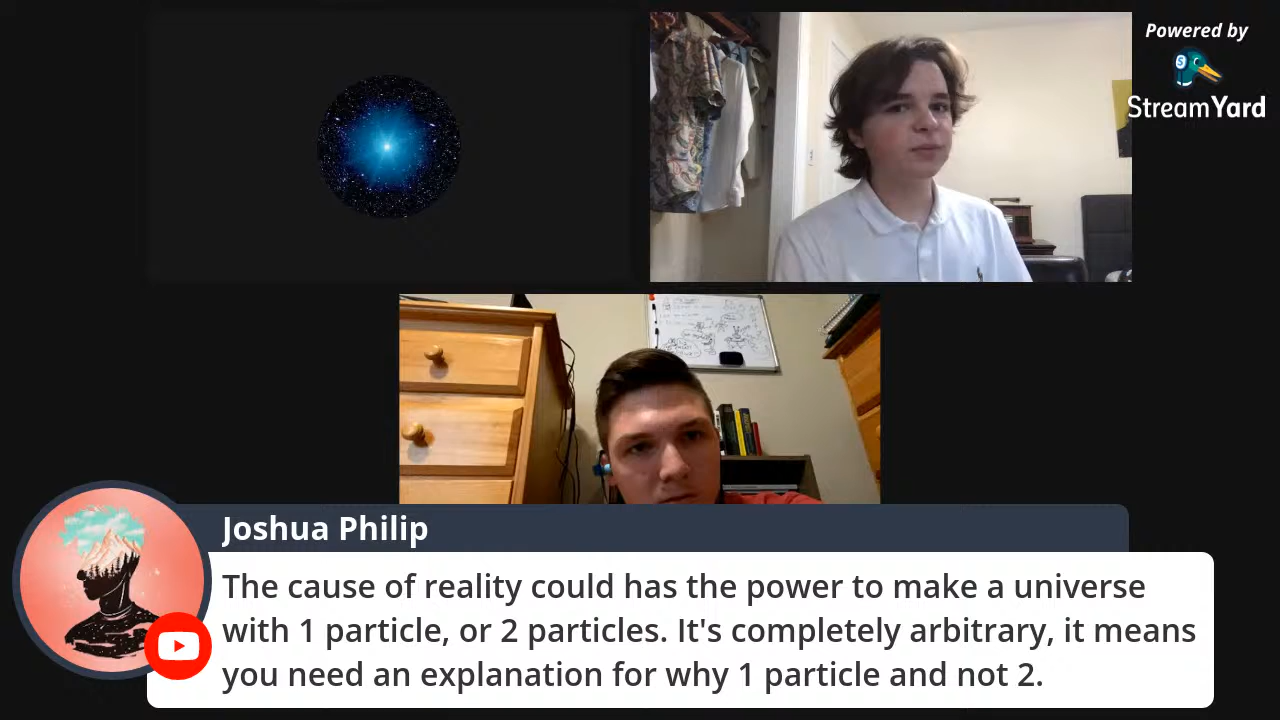 Powered by
StreamYard
Joshua Philip
The cause of reality could has the power to make a universe
with 1 particle, or 2 particles. It's completely arbitrary, it means
you need an explanation for why 1 particle and not 2.